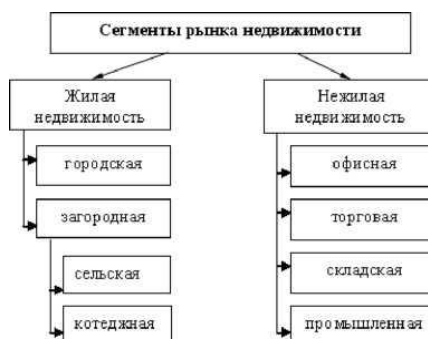 Сегменты рынка недвижимости
Жилая
недвижимость
Нежилая
недвижимость
городская
офисная
загородная
торговая
сельская
складская
котеджная
промышленная